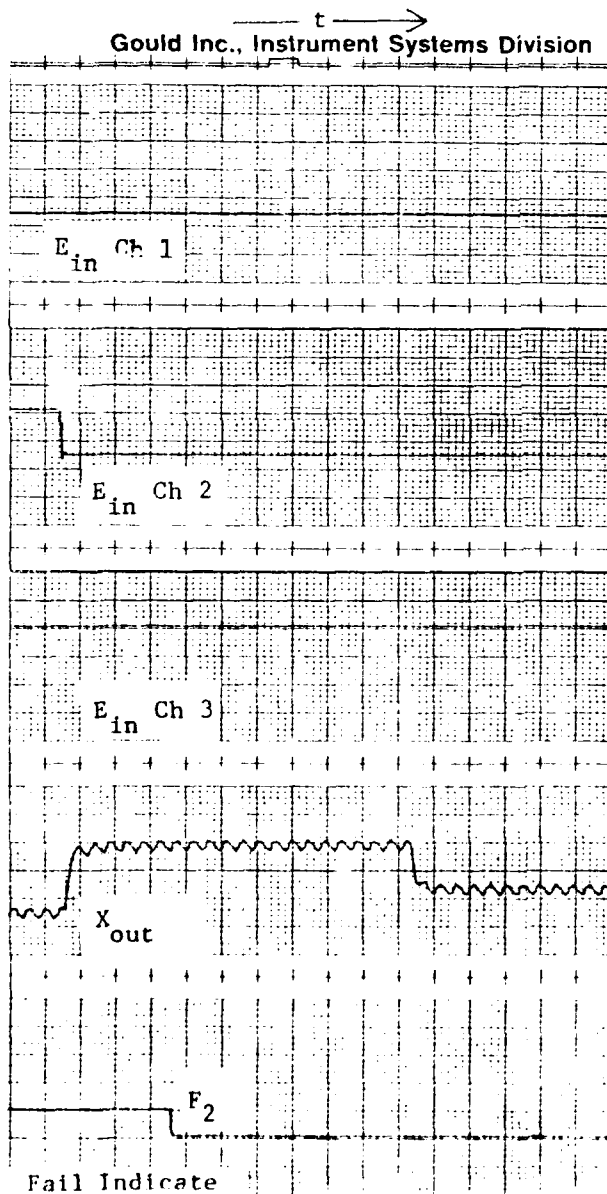 t
Gould Inc., Instrument Systems Division
E_in Ch 1
E_in Ch 2
E_in Ch 3
X_out
F_2
Fail Indicate